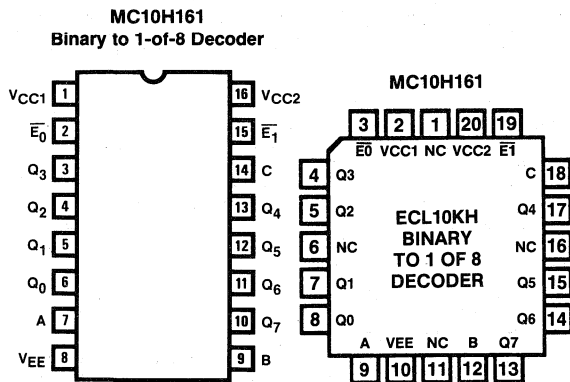 MC10H161
Binary to 1-of-8 Decoder
VCC1 1 16 VCC2
E̅0̅ 2 15 E̅1̅
Q3 3 14 C
Q2 4 13 Q4
Q1 5 12 Q5
Q0 6 11 Q6
A 7 10 Q7
VEE 8 9 B
MC10H161
3 2 1 20 19
E̅0̅ VCC1 NC VCC2 E̅1̅
4 Q3 C 18
5 Q2 Q4 17
6 NC NC 16
7 Q1 Q5 15
8 Q0 Q6 14
ECL10KH
BINARY
TO 1 OF 8
DECODER
A VEE NC B Q7
9 10 11 12 13